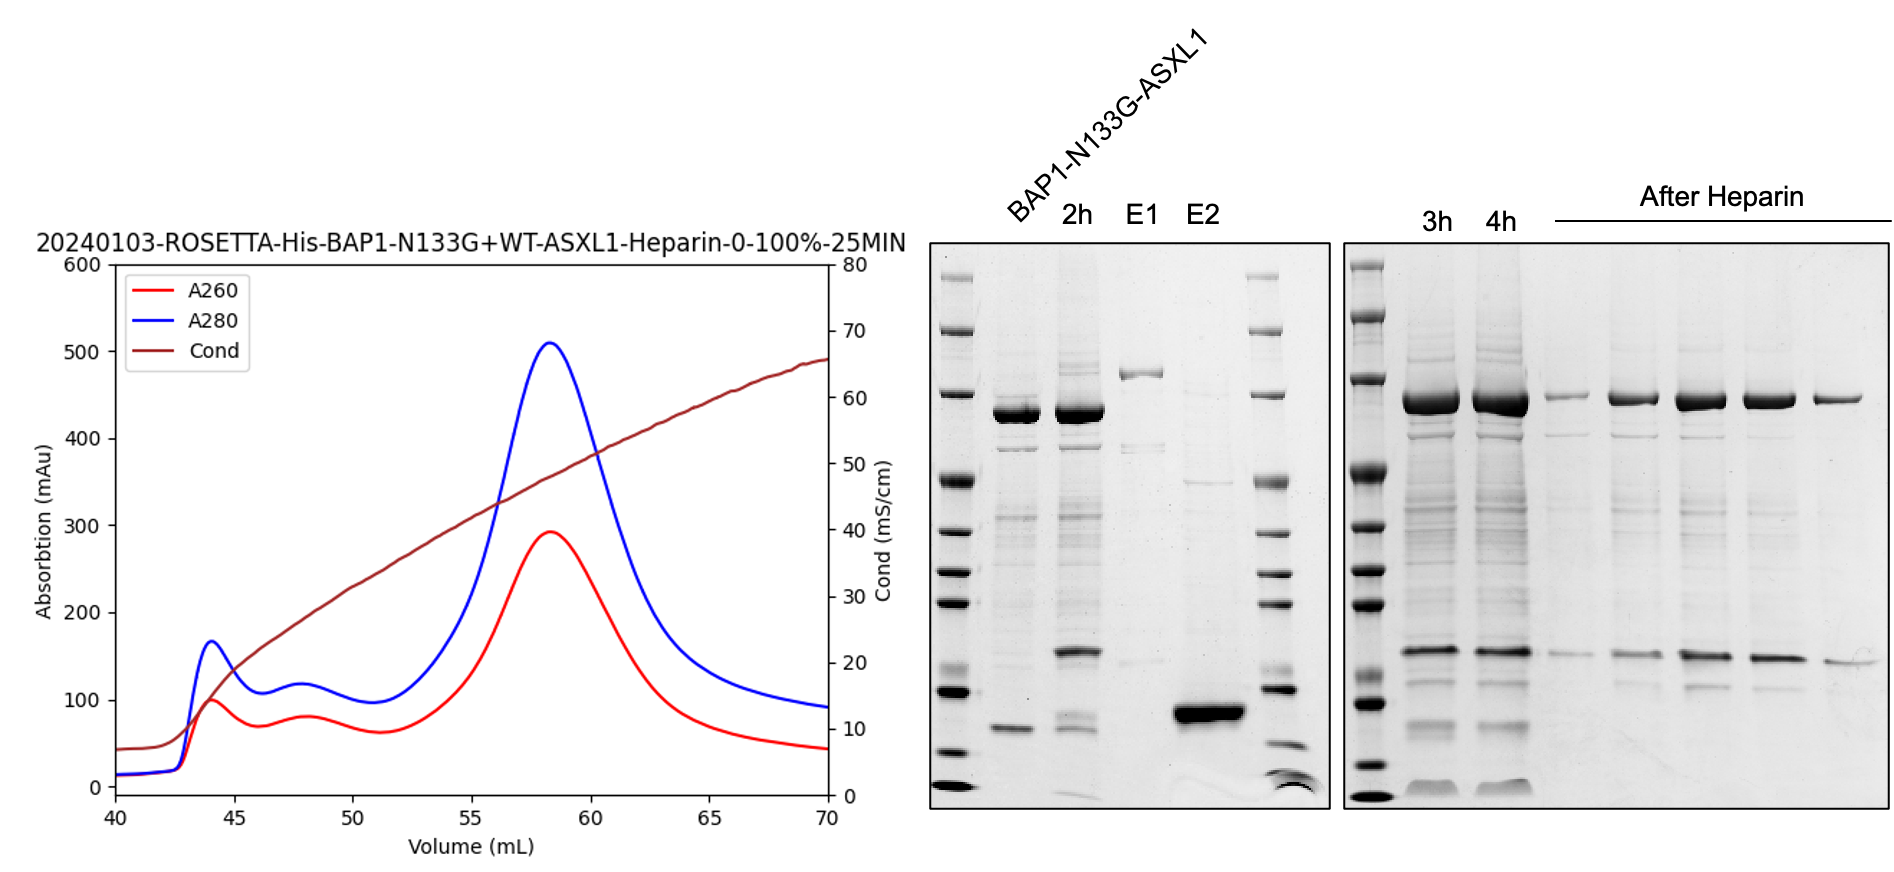 20240103-ROSETTA-His-BAP1-N133G+WT-ASXL1-Heparin-0-100%-25MIN
600
500
400
300
200
100
0
Absorbtion (mAu)
A260
A280
Cond
80
70
60
50
40
30
20
10
0
Cond (mS/cm)
40 45 50 55 60 65 70
Volume (mL)
BAP1-N133G-ASXL1
2h E1 E2
3h 4h
After Heparin